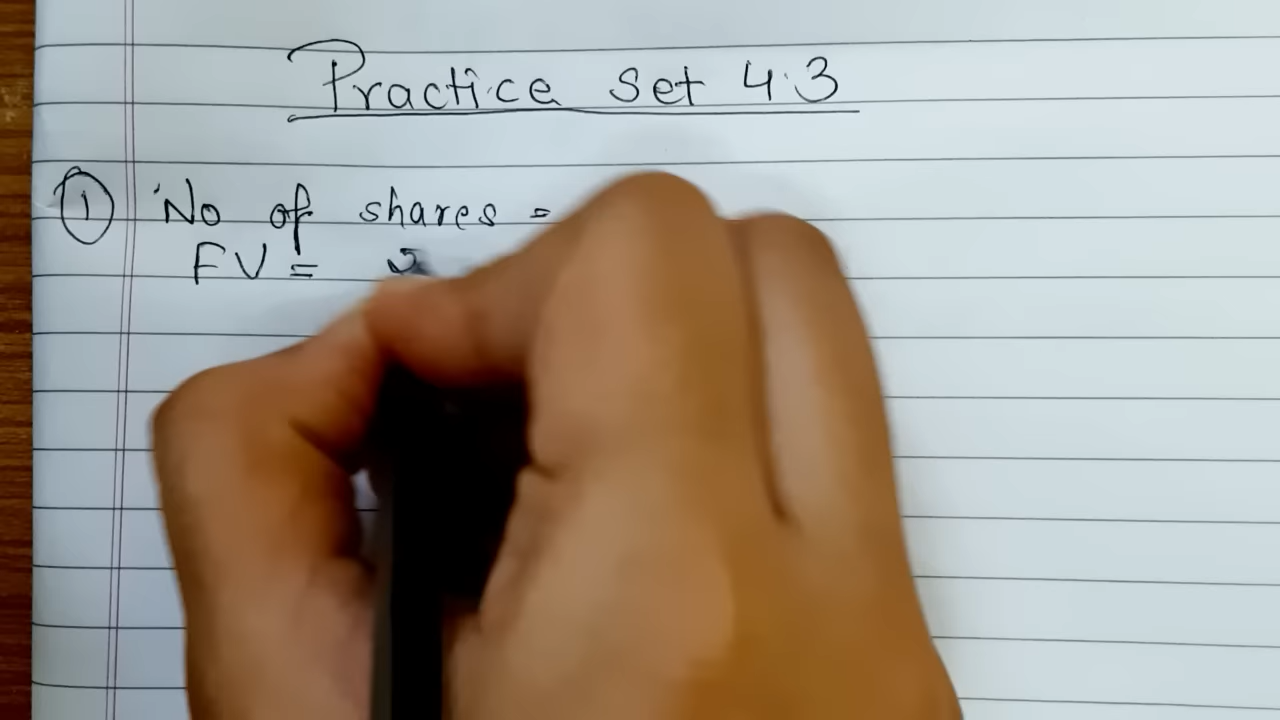 Practice Set 4.3
① No of shares =
FV =